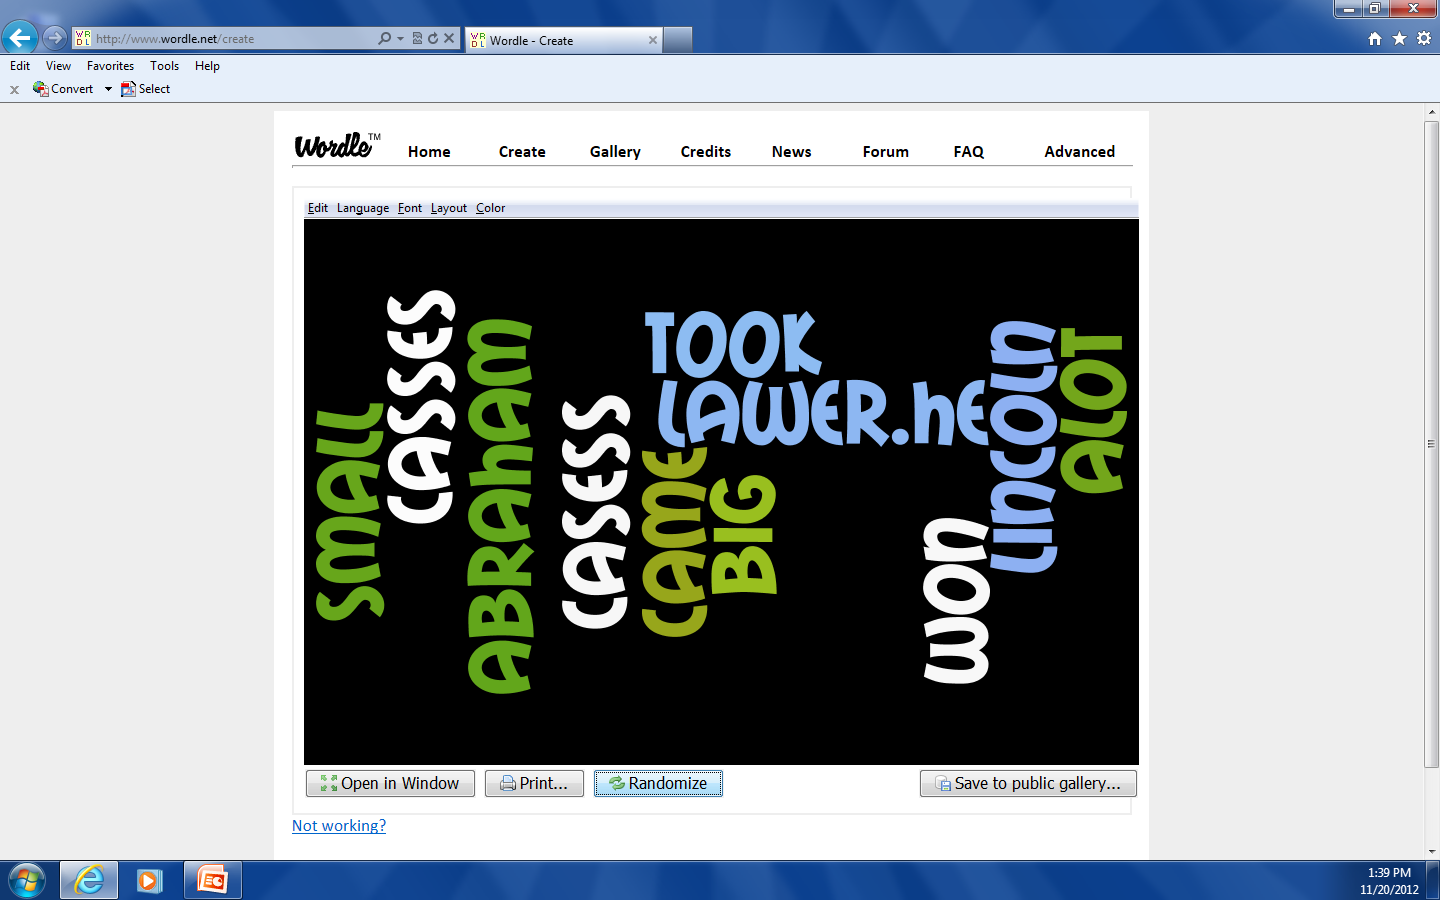 http://www.wordle.net/create
Wordle - Create
Edit View Favorites Tools Help
x Convert Select
Wordle™ Home Create Gallery Credits News Forum FAQ Advanced
Edit Language Font Layout Color
SMALL
CASSES
ABRAHAM
CASESS
TOOK
LAWER.HE
CAME
BIG
WON
LINCOLN
ALOT
Open in Window Print... Randomize Save to public gallery...
Not working?
1:39 PM
11/20/2012